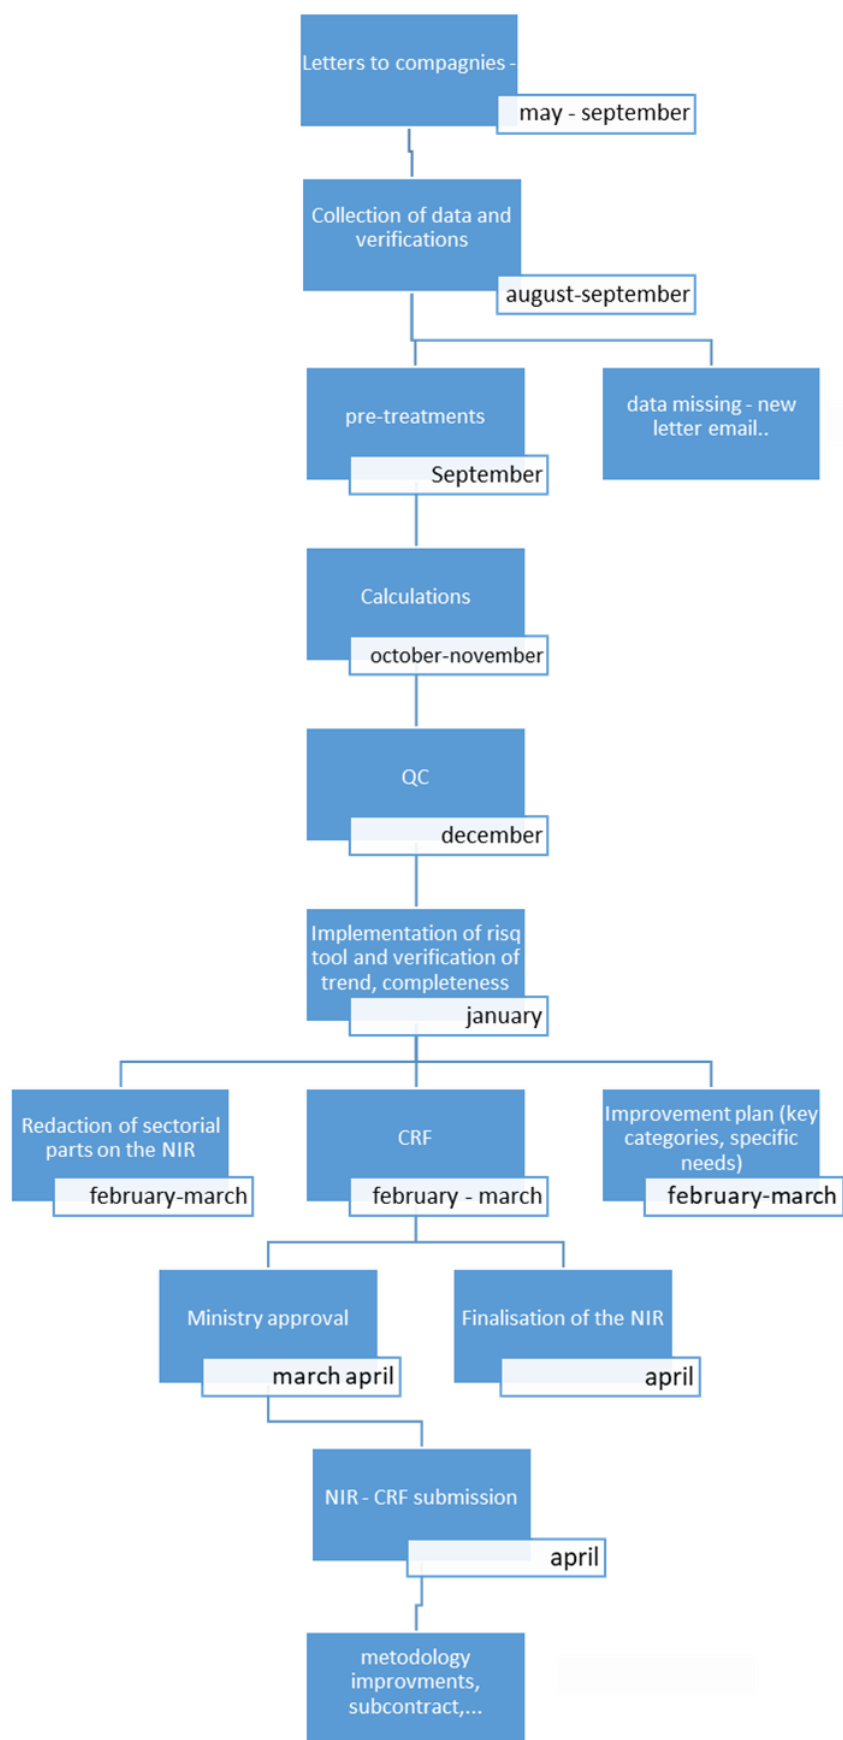 Letters to compagnies -
may - september
Collection of data and
verifications
august-september
pre-treatments
September
data missing - new
letter email..
Calculations
october-november
QC
december
Implementation of risq
tool and verification of
trend, completeness
january
Redaction of sectorial
parts on the NIR
february-march
CRF
february - march
Improvement plan (key
categories, specific
needs)
february-march
Ministry approval
march april
Finalisation of the NIR
april
NIR - CRF submission
april
metodology
improvments,
subcontract,...